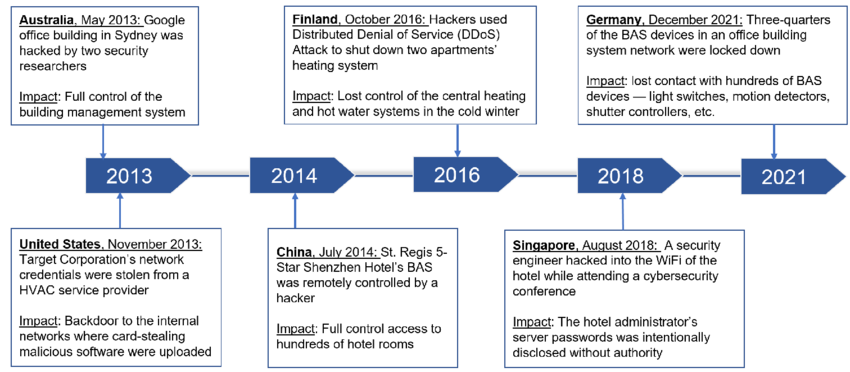 Australia, May 2013: Google
office building in Sydney was
hacked by two security
researchers
Impact: Full control of the
building management system
Finland, October 2016: Hackers used
Distributed Denial of Service (DDoS)
Attack to shut down two apartments'
heating system
Impact: Lost control of the central heating
and hot water systems in the cold winter
Germany, December 2021: Three-quarters
of the BAS devices in an office building
system network were locked down
Impact: lost contact with hundreds of BAS
devices — light switches, motion detectors,
shutter controllers, etc.
2013
2014
2016
2018
2021
United States, November 2013:
Target Corporation's network
credentials were stolen from a
HVAC service provider
Impact: Backdoor to the internal
networks where card-stealing
malicious software were uploaded
China, July 2014: St. Regis 5-
Star Shenzhen Hotel's BAS
was remotely controlled by a
hacker
Impact: Full control access to
hundreds of hotel rooms
Singapore, August 2018: A security
engineer hacked into the WiFi of
the hotel while attending a
cybersecurity
conference
Impact: The hotel administrator's
server passwords was intentionally
disclosed without authority